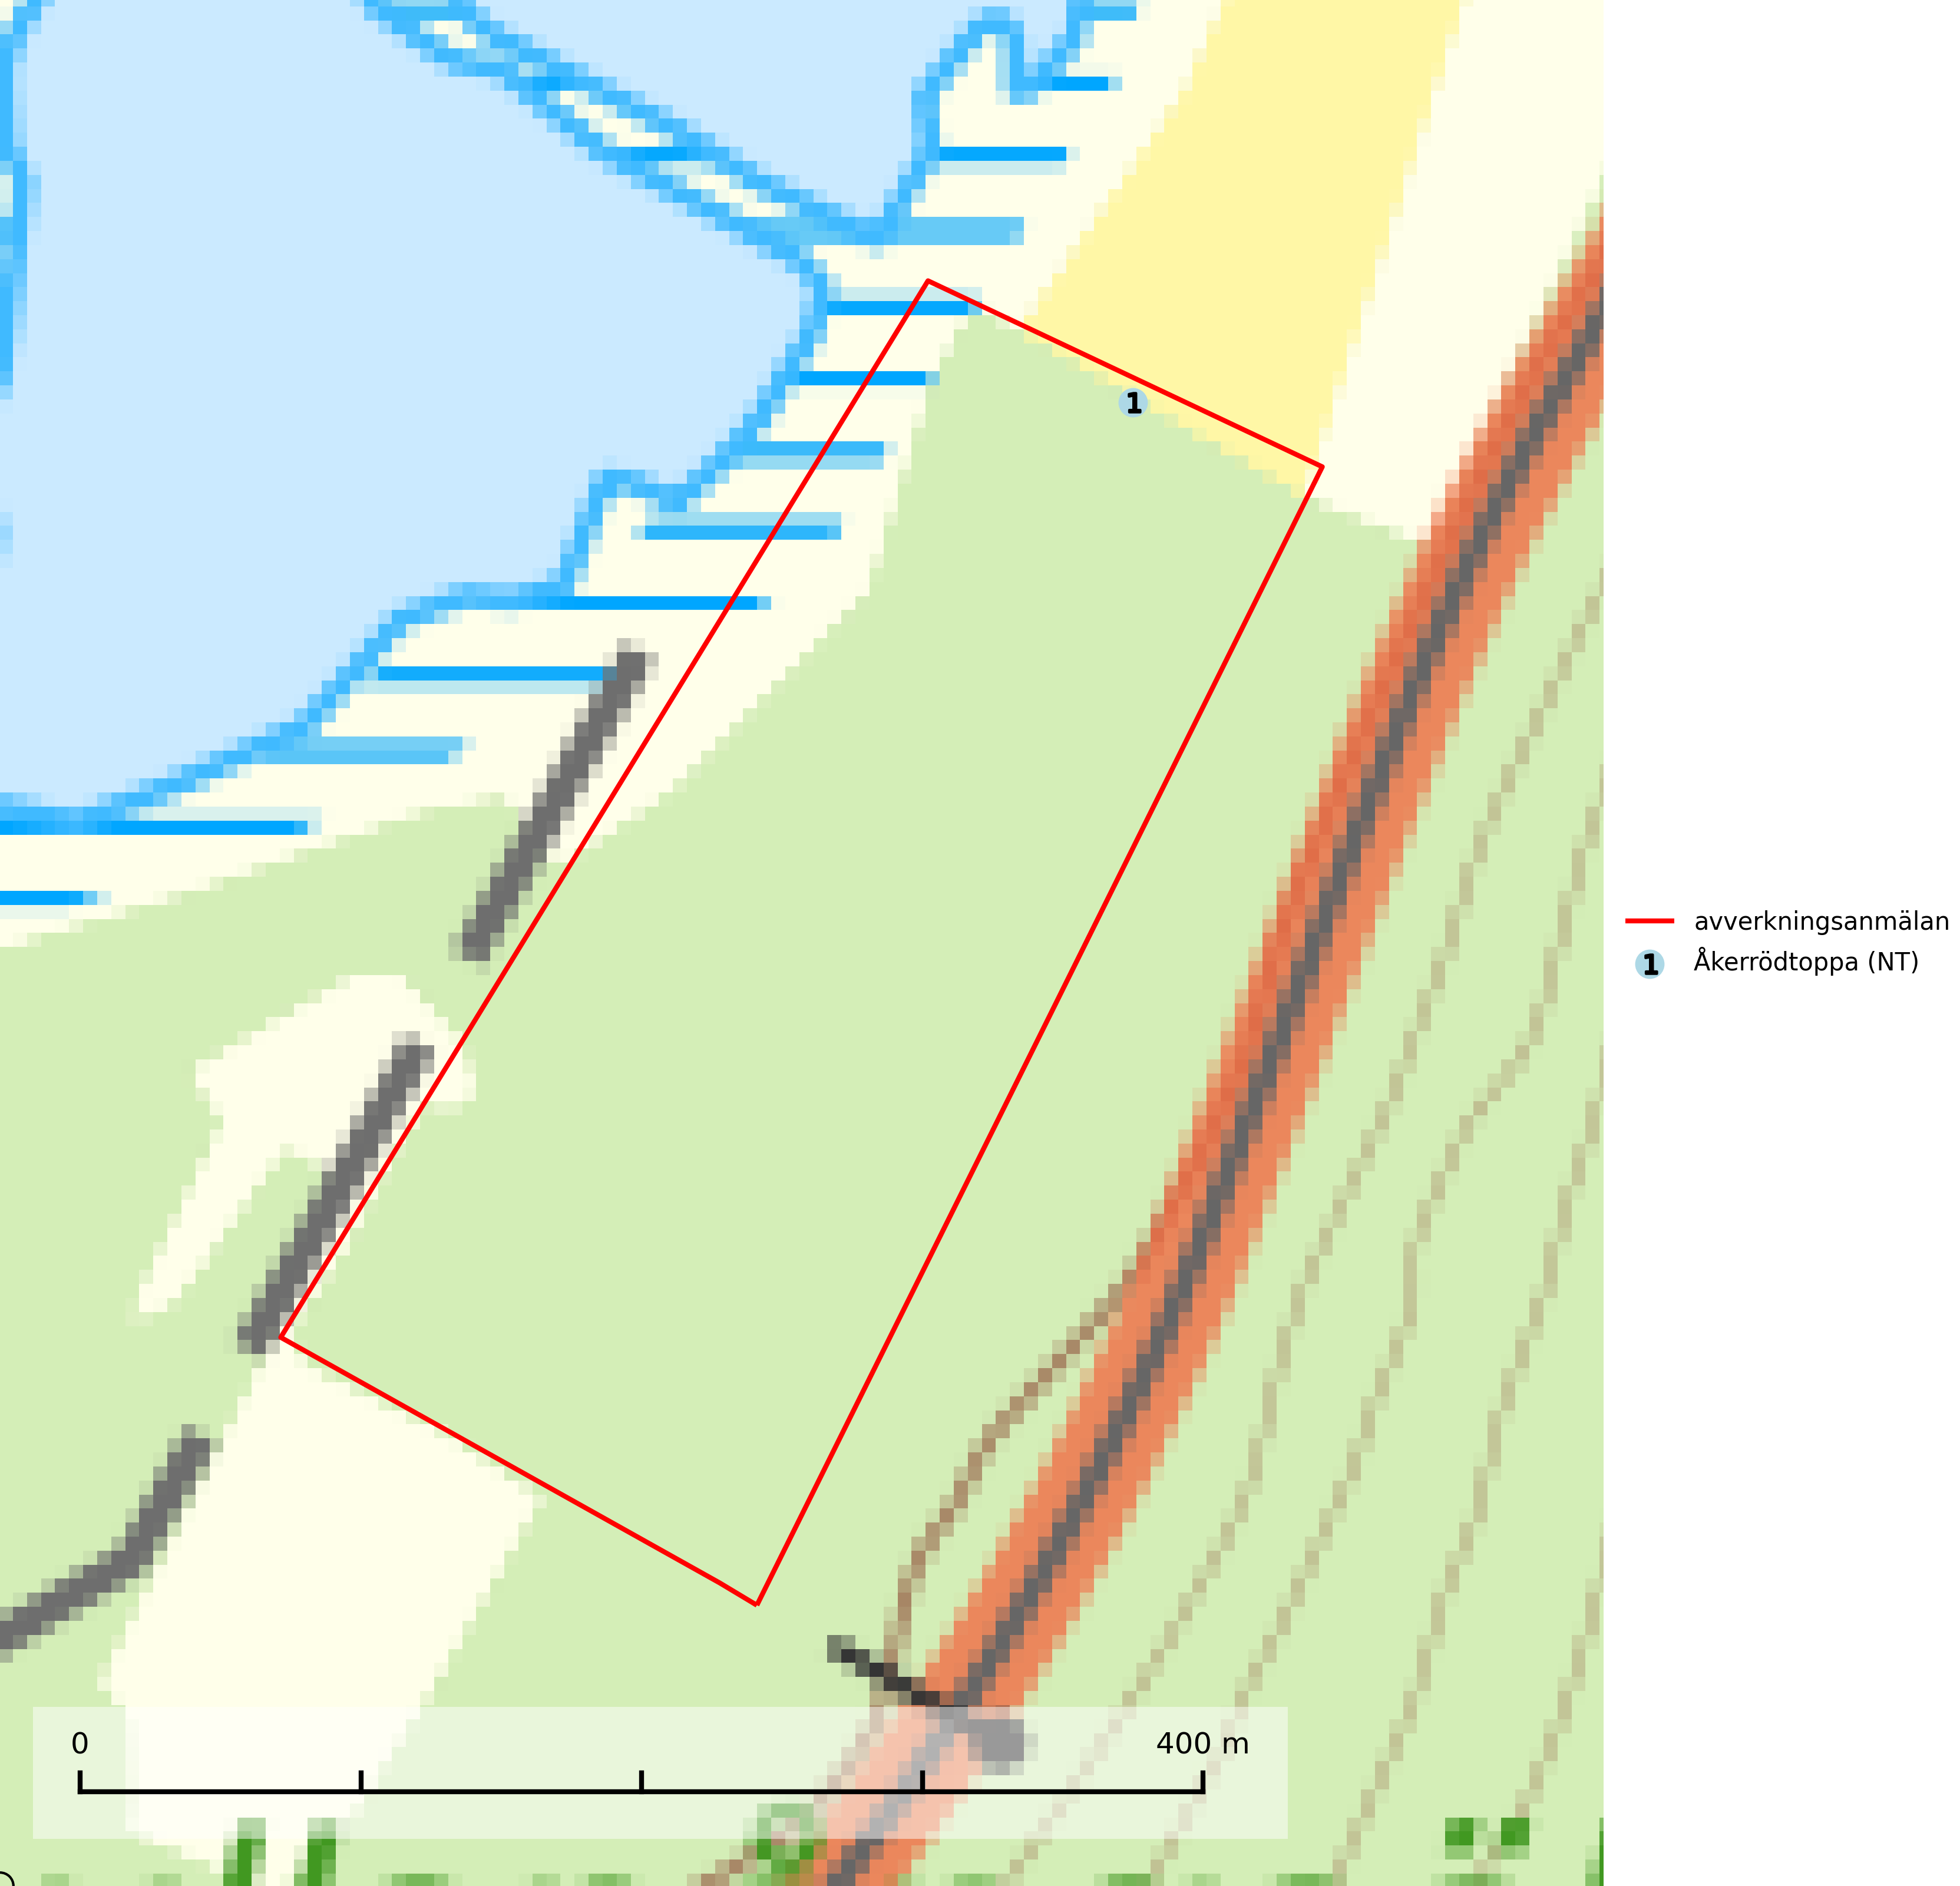 1
avverkningsanmälan
1 Åkerrödtoppa (NT)
0 400 m